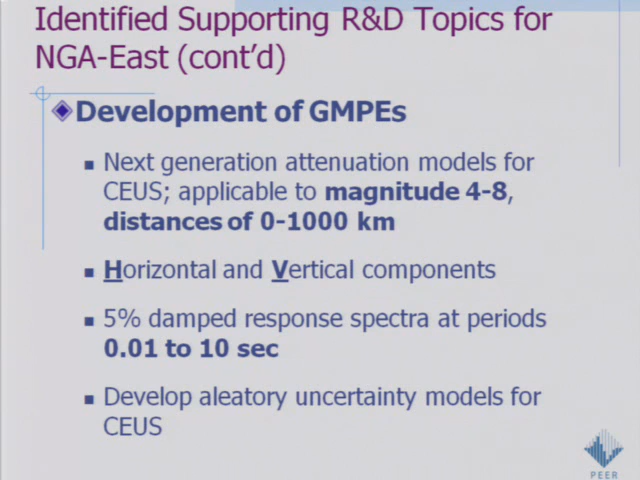 Identified Supporting R&D Topics for
NGA-East (cont'd)
Development of GMPEs
Next generation attenuation models for
CEUS; applicable to magnitude 4-8,
distances of 0-1000 km
Horizontal and Vertical components
5% damped response spectra at periods
0.01 to 10 sec
Develop aleatory uncertainty models for
CEUS
PEER